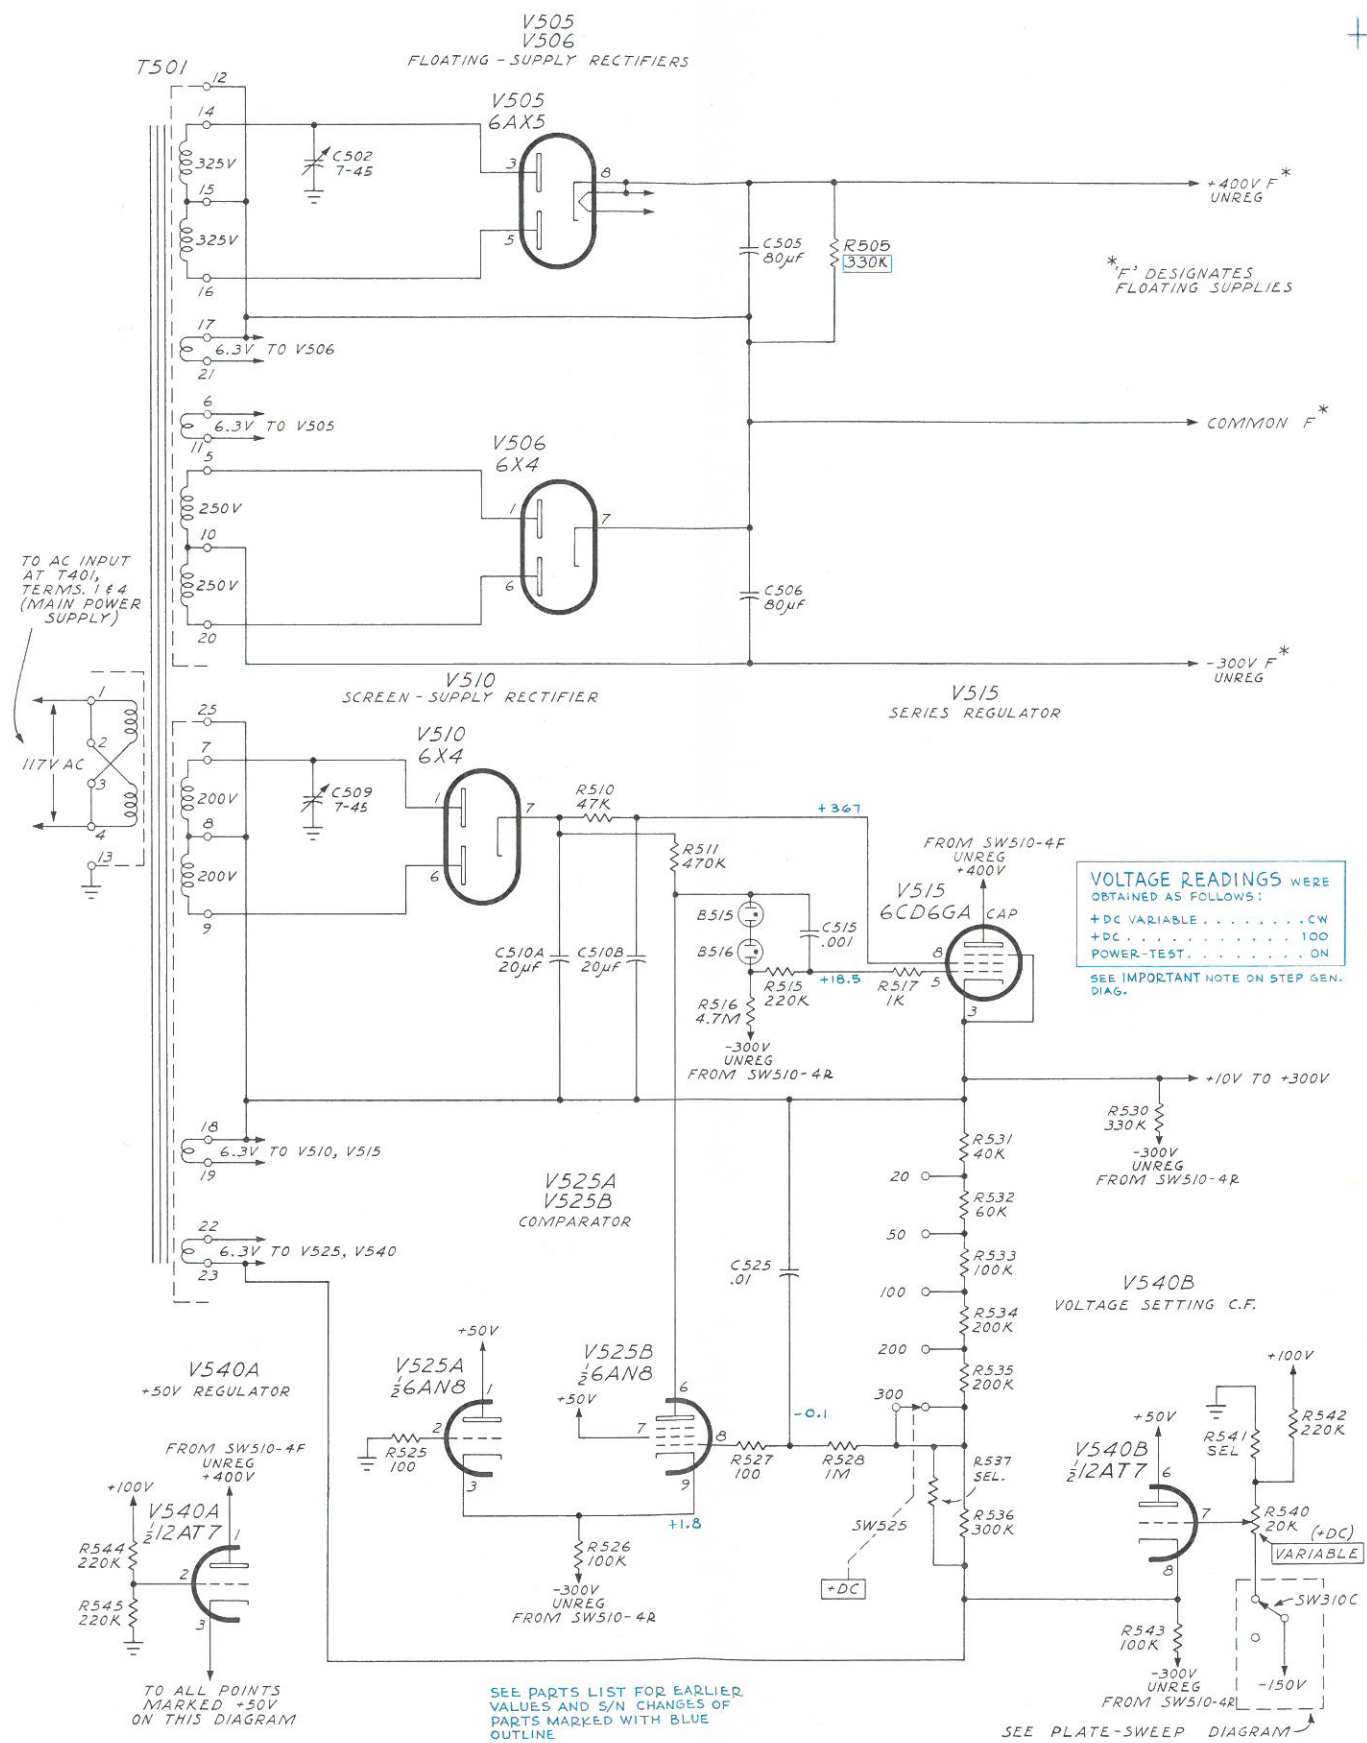 V505
V506
FLOATING - SUPPLY RECTIFIERS
T501
12
14
325V
15
325V
16
C502
7-45
V505
6AX5
3
5
8
+400V F*
UNREG
C505
80µf
R505
330K
*'F' DESIGNATES
FLOATING SUPPLIES
17
6.3V TO V506
21
6
6.3V TO V505
11
5
250V
10
250V
20
V506
6X4
1
6
7
COMMON F*
C506
80µf
-300V F*
UNREG
TO AC INPUT
AT T401,
TERMS. 1 & 4
(MAIN POWER
SUPPLY)
1
2
3
4
117V AC
13
V510
SCREEN - SUPPLY RECTIFIER
25
7
200V
8
200V
9
C509
7-45
V510
6X4
1
6
7
R510
47K
R511
470K
C510A
20µf
C510B
20µf
B515
B516
C515
.001
R515
220K
R516
4.7M
-300V
UNREG
FROM SW510-4R
+367
+18.5
R517
1K
V515
SERIES REGULATOR
FROM SW510-4F
UNREG
+400V
V515
6CD6GA
CAP
8
5
3
VOLTAGE READINGS WERE
OBTAINED AS FOLLOWS:
+DC VARIABLE . . . . . . . . CW
+DC . . . . . . . . . . . . 100
POWER-TEST. . . . . . . . . ON
SEE IMPORTANT NOTE ON STEP GEN.
DIAG.
+10V TO +300V
R530
330K
-300V
UNREG
FROM SW510-4R
18
6.3V TO V510, V515
19
22
6.3V TO V525, V540
23
V525A
V525B
COMPARATOR
C525
.01
R531
40K
20
R532
60K
50
R533
100K
100
R534
200K
200
R535
200K
300
R537
SEL.
R536
300K
SW525
+DC
V540B
VOLTAGE SETTING C.F.
V540A
+50V REGULATOR
FROM SW510-4F
UNREG
+400V
+100V
V540A
½12AT7
1
2
3
R544
220K
R545
220K
TO ALL POINTS
MARKED +50V
ON THIS DIAGRAM
+50V
V525A
½6AN8
1
2
3
R525
100
V525B
½6AN8
+50V
6
7
8
9
R527
100
-0.1
R528
1M
+1.8
R526
100K
-300V
UNREG
FROM SW510-4R
+50V
V540B
½12AT7
6
7
8
+100V
R541
SEL
R542
220K
R540
20K
(+DC)
VARIABLE
SW310C
-150V
R543
100K
-300V
UNREG
FROM SW510-4R
SEE PLATE-SWEEP DIAGRAM
SEE PARTS LIST FOR EARLIER
VALUES AND S/N CHANGES OF
PARTS MARKED WITH BLUE
OUTLINE